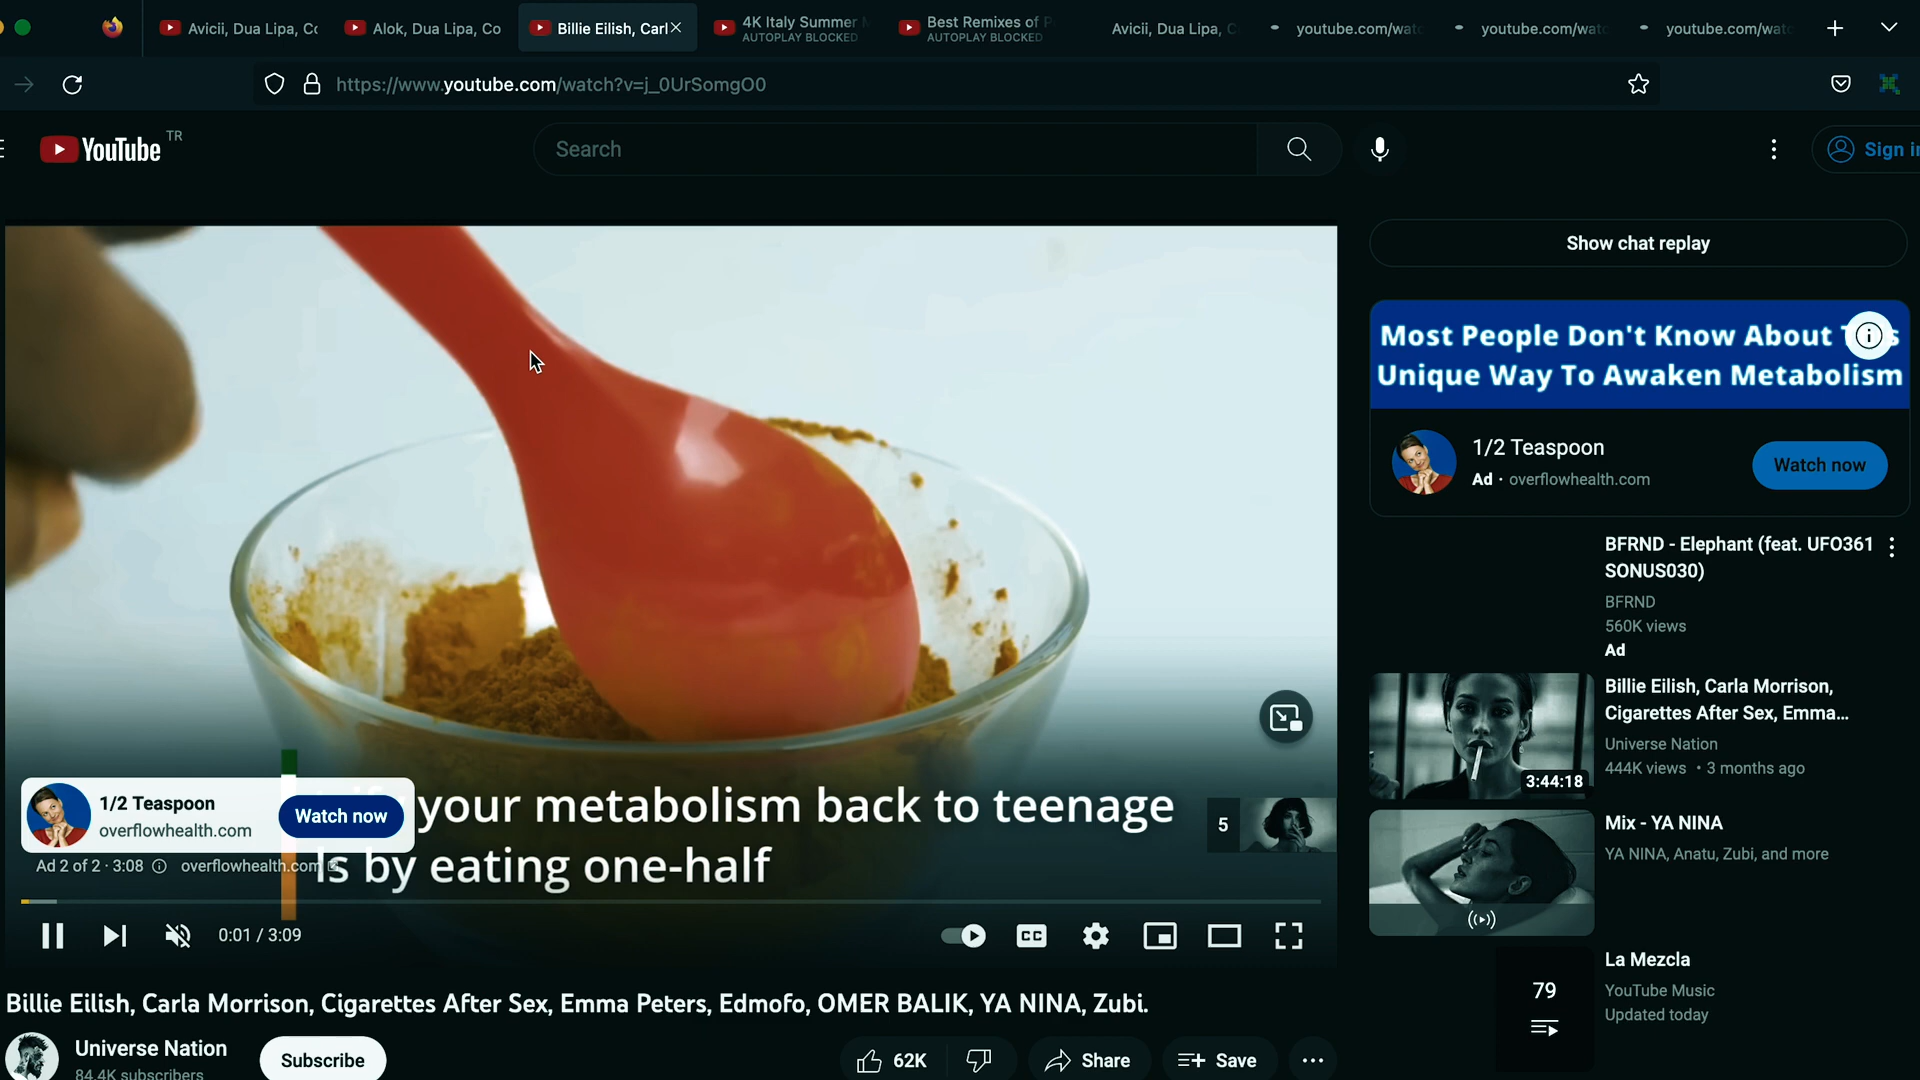 Avicii, Dua Lipa, Co
Alok, Dua Lipa, Co
Billie Eilish, Carl
4K Italy Summer
AUTOPLAY BLOCKED
Best Remixes of P
AUTOPLAY BLOCKED
Avicii, Dua Lipa, C
youtube.com/watc
youtube.com/wat
youtube.com/wat
https://www.youtube.com/watch?v=j_0UrSomgO0
YouTube TR
Search
Sign in
Show chat replay
Most People Don't Know About
Unique Way To Awaken Metabolism
1/2 Teaspoon
Ad · overflowhealth.com
Watch now
BFRND - Elephant (feat. UFO361
SONUS030)
BFRND
560K views
Ad
Billie Eilish, Carla Morrison,
Cigarettes After Sex, Emma...
Universe Nation
444K views • 3 months ago
3:44:18
Mix - YA NINA
YA NINA, Anatu, Zubi, and more
La Mezcla
YouTube Music
Updated today
79
your metabolism back to teenage
ls by eating one-half
1/2 Teaspoon
overflowhealth.com
Watch now
Ad 2 of 2 · 3:08 overflowhealth.com
5
0:01 / 3:09
CC
Billie Eilish, Carla Morrison, Cigarettes After Sex, Emma Peters, Edmofo, OMER BALIK, YA NINA, Zubi.
Universe Nation
84.4K subscribers
Subscribe
62K
Share
Save